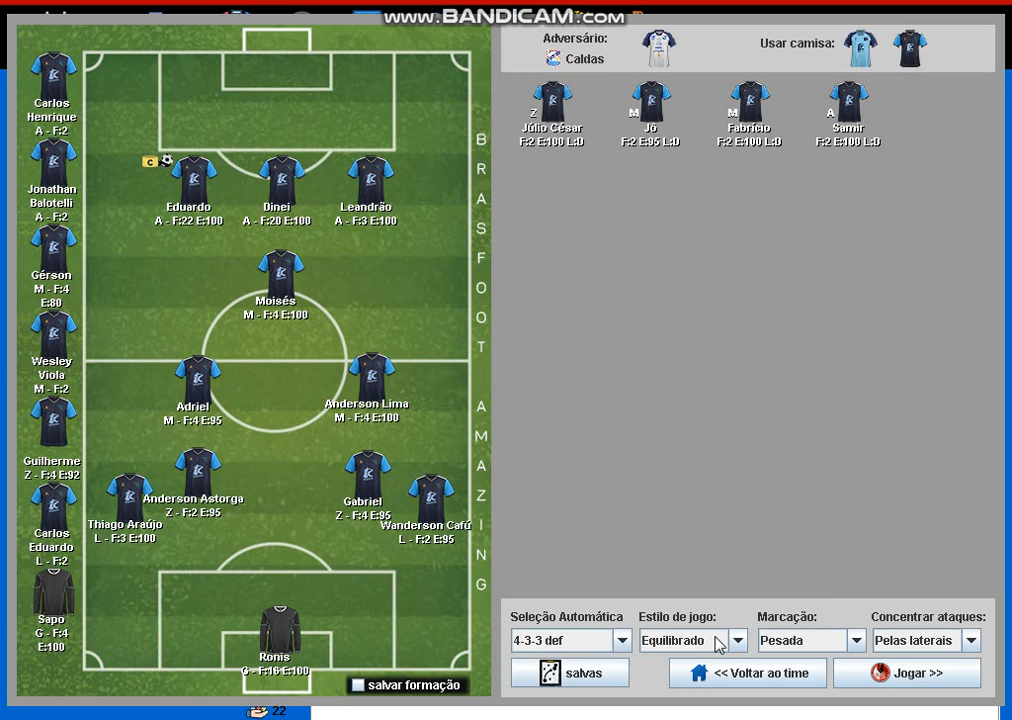 www.BANDICAM.com
Carlos
Henrique
A - F:2
Jonathan
Balotelli
A - F:2
Gérson
M - F:4
E:80
Wesley
Viola
M - F:2
Guilherme
Z - F:4 E:92
Carlos
Eduardo
L - F:2
Sapo
G - F:4
E:100
C
Eduardo
A - F:22 E:100
Dinei
A - F:20 E:100
Leandrão
A - F:3 E:100
Moisés
M - F:4 E:100
Adriel
M - F:4 E:95
Anderson Lima
M - F:4 E:100
Anderson Astorga
Z - F:2 E:95
Gabriel
Z - F:4 E:95
Thiago Araújo
L - F:3 E:100
Wanderson Cafú
L - F:2 E:95
Ronis
G - F:16 E:100
BRASFOOT AMAZING
salvar formação
Adversário:
Caldas
Usar camisa:
Z
Júlio César
F:2 E:100 L:D
M
Jô
F:2 E:95 L:D
M
Fabrício
F:2 E:100 L:D
A
Samir
F:2 E:100 L:D
Seleção Automática
4-3-3 def
Estilo de jogo:
Equilibrado
Marcação:
Pesada
Concentrar ataques:
Pelas laterais
salvas
<< Voltar ao time
Jogar >>
22